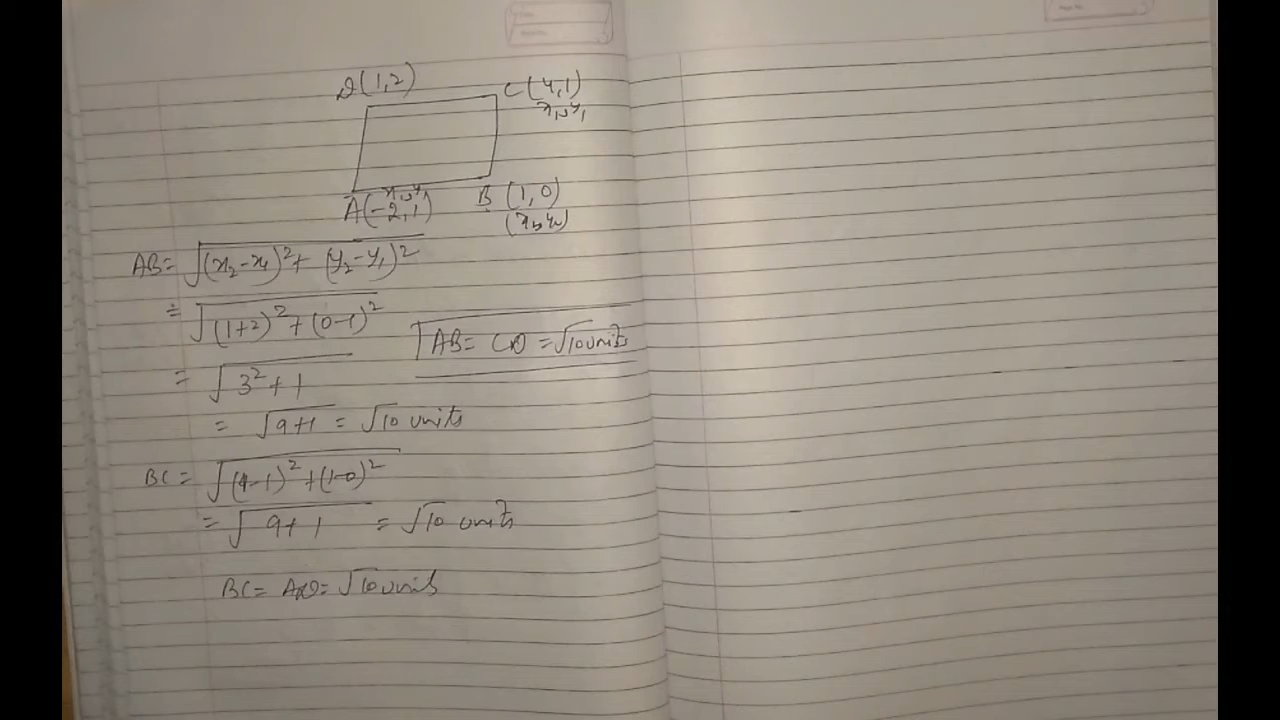 D(1,2) C(4,1)
x₁,y₁
x₁,y₁
A(-2,1) B (1,0)
(x₂,y₂)
AB= √(x₂-x₁)²+ (y₂-y₁)²
= √(1+2)²+(0-1)²
AB= CD =√10 units
= √3²+1
= √9+1 = √10 units
BC= √(4-1)²+(1-0)²
= √9+1 = √10 units
BC= AD= √10 units